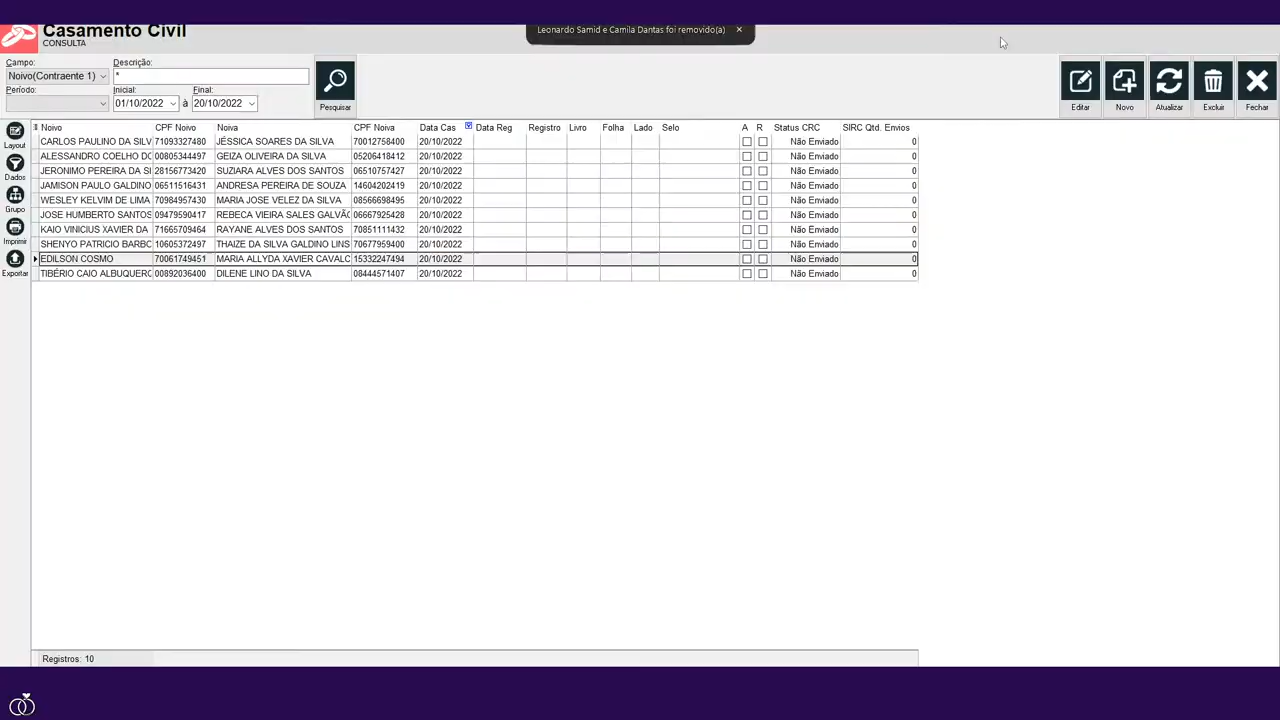 Casamento Civil
CONSULTA
Leonardo Samid e Camila Dantas foi removido(a) ×
Campo: Descrição:
Noivo(Contraente 1) *
Período: Inicial: Final:
01/10/2022 à 20/10/2022
Pesquisar
Editar Novo Atualizar Excluir Fechar
Layout
Dados
Grupo
Imprimir
Exportar
Noivo CPF Noivo Noiva CPF Noiva Data Cas Data Reg Registro Livro Folha Lado Selo A R Status CRC SIRC Qtd. Envios
CARLOS PAULINO DA SILV 71093327480 JÉSSICA SOARES DA SILVA 70012758400 20/10/2022 Não Enviado 0
ALESSANDRO COELHO DO 00805344497 GEIZA OLIVEIRA DA SILVA 05206418412 20/10/2022 Não Enviado 0
JERONIMO PEREIRA DA SI 28156773420 SUZIARA ALVES DOS SANTOS 06510757427 20/10/2022 Não Enviado 0
JAMISON PAULO GALDINO 06511516431 ANDRESA PEREIRA DE SOUZA 14604202419 20/10/2022 Não Enviado 0
WESLEY KELVIM DE LIMA 70984957430 MARIA JOSE VELEZ DA SILVA 08566698495 20/10/2022 Não Enviado 0
JOSE HUMBERTO SANTOS 09479590417 REBECA VIEIRA SALES GALVÃO 06667925428 20/10/2022 Não Enviado 0
KAIO VINICIUS XAVIER DA 71665709464 RAYANE ALVES DOS SANTOS 70851111432 20/10/2022 Não Enviado 0
SHENYO PATRICIO BARBO 10605372497 THAIZE DA SILVA GALDINO LINS 70677959400 20/10/2022 Não Enviado 0
EDILSON COSMO 70061749451 MARIA ALLYDA XAVIER CAVALC 15332247494 20/10/2022 Não Enviado 0
TIBÉRIO CAIO ALBUQUERC 00892036400 DILENE LINO DA SILVA 08444571407 20/10/2022 Não Enviado 0
Registros: 10